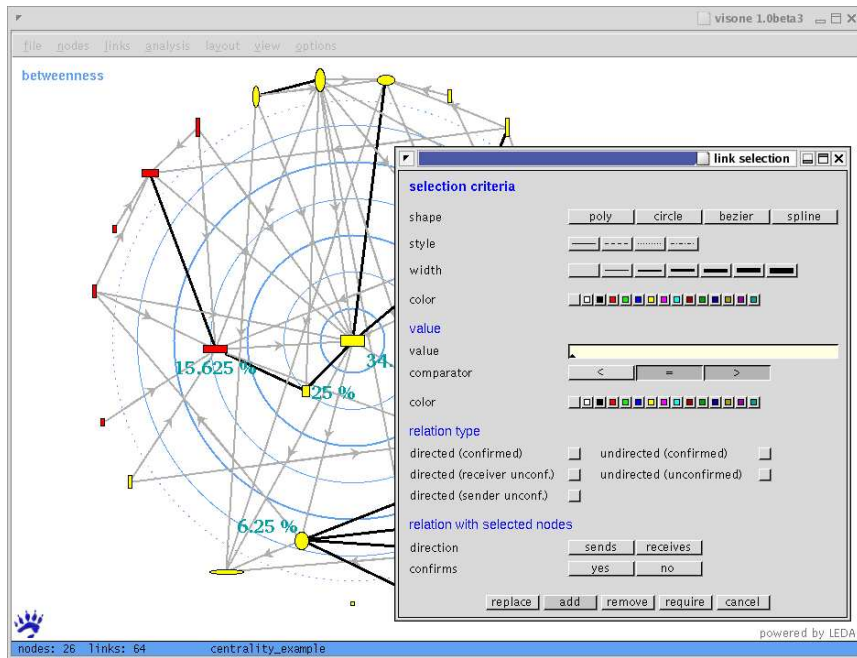 visone 1.0beta3
file nodes links analysis layout view options
betweenness
link selection
selection criteria
shape poly circle bezier spline
style
width
color
value
value
comparator < = >
color
relation type
directed (confirmed) undirected (confirmed)
directed (receiver unconf.) undirected (unconfirmed)
directed (sender unconf.)
relation with selected nodes
direction sends receives
confirms yes no
replace add remove require cancel
34.
15.625 %
25 %
6.25 %
powered by LEDA
nodes: 26 links: 64 centrality_example